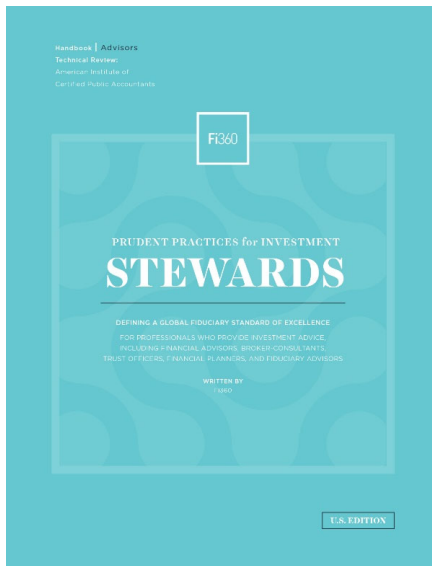 Handbook | Advisors
Technical Review:
American Institute of
Certified Public Accountants
Fi360
PRUDENT PRACTICES for INVESTMENT
STEWARDS
DEFINING A GLOBAL FIDUCIARY STANDARD OF EXCELLENCE
FOR PROFESSIONALS WHO PROVIDE INVESTMENT ADVICE,
INCLUDING FINANCIAL ADVISORS, BROKER-CONSULTANTS,
TRUST OFFICERS, FINANCIAL PLANNERS, AND FIDUCIARY ADVISORS
WRITTEN BY
Fi360
U.S. EDITION